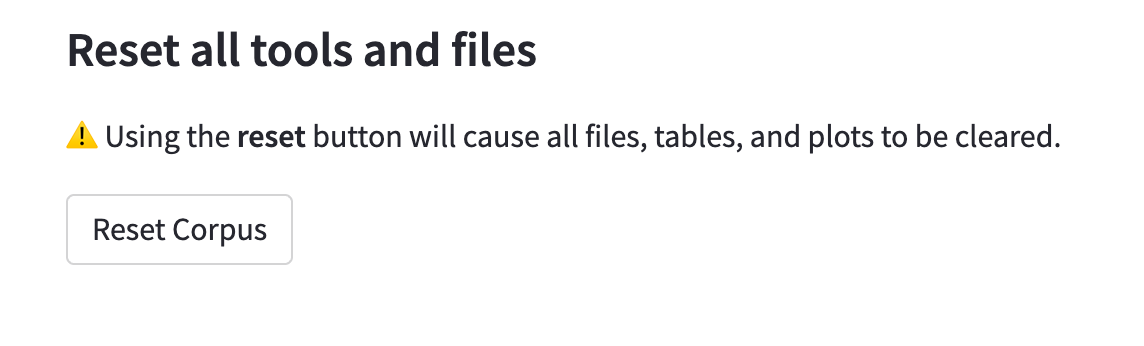 Reset all tools and files
⚠️ Using the reset button will cause all files, tables, and plots to be cleared.
Reset Corpus